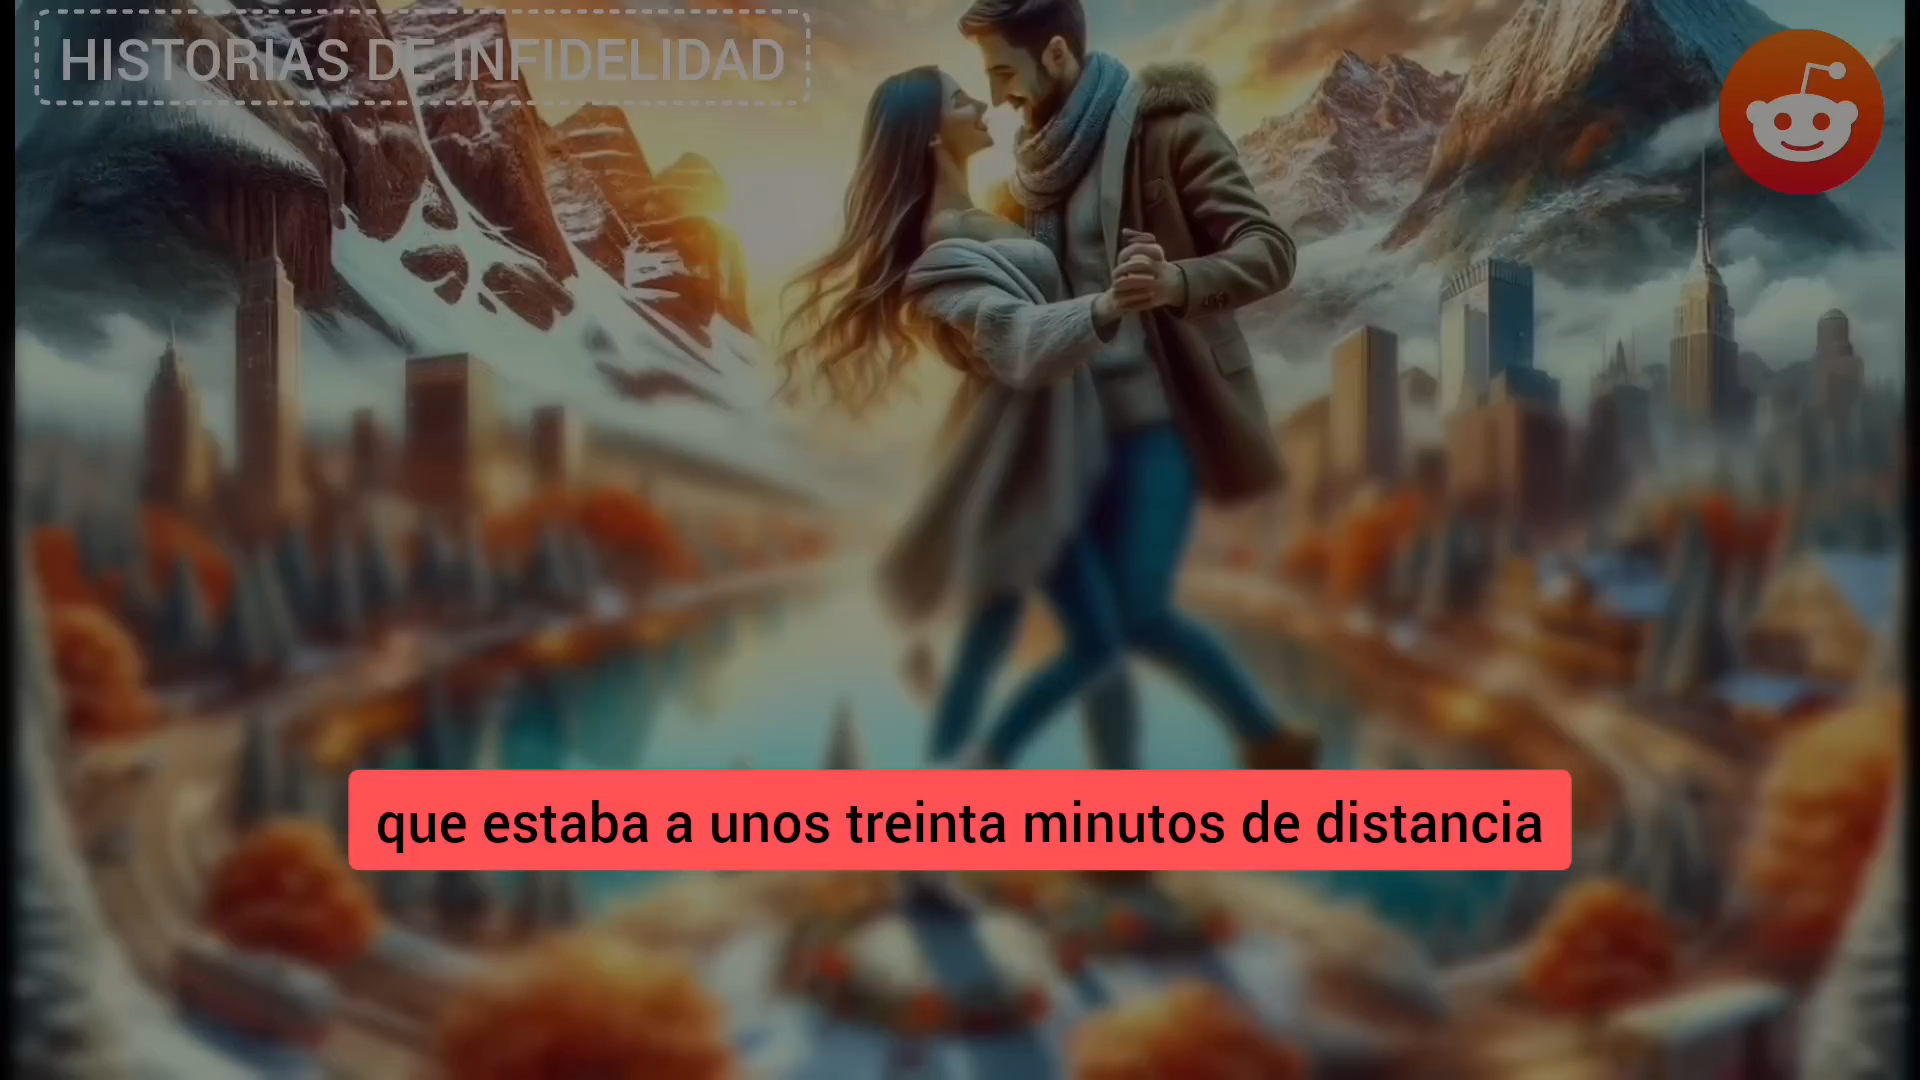 HISTORIAS DE INFIDELIDAD
que estaba a unos treinta minutos de distancia